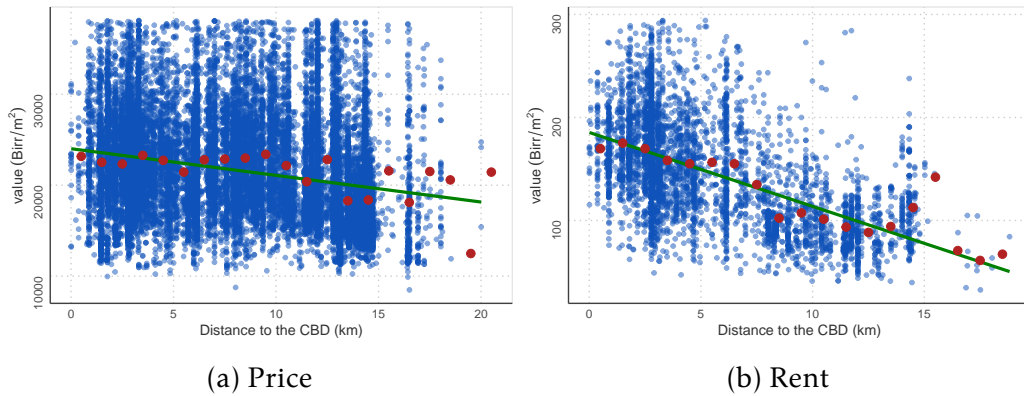 value (Birr/m²)
30000
20000
10000
0
5
10
15
20
Distance to the CBD (km)
(a) Price
value (Birr/m²)
300
200
100
0
5
10
15
Distance to the CBD (km)
(b) Rent